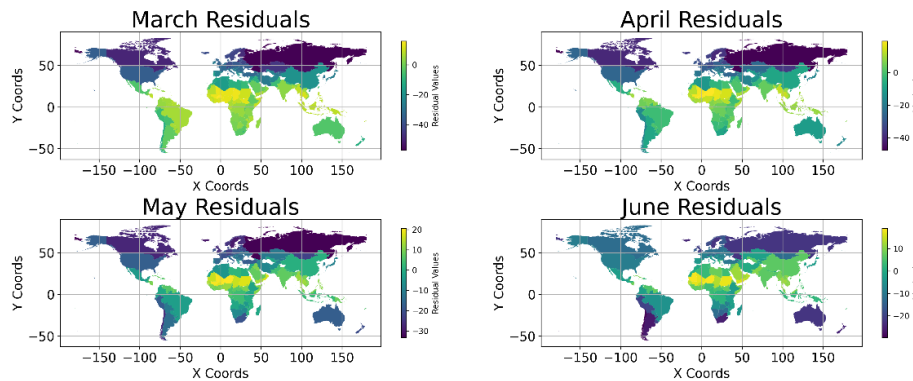 March Residuals
April Residuals
Y Coords
50
0
−50
−150 −100 −50 0 50 100 150
X Coords
0
−20
−40
Residual Values
Y Coords
50
0
−50
−150 −100 −50 0 50 100 150
X Coords
0
−20
−40
May Residuals
June Residuals
Y Coords
50
0
−50
−150 −100 −50 0 50 100 150
X Coords
20
10
0
−10
−20
−30
Residual Values
Y Coords
50
0
−50
−150 −100 −50 0 50 100 150
X Coords
10
0
−10
−20